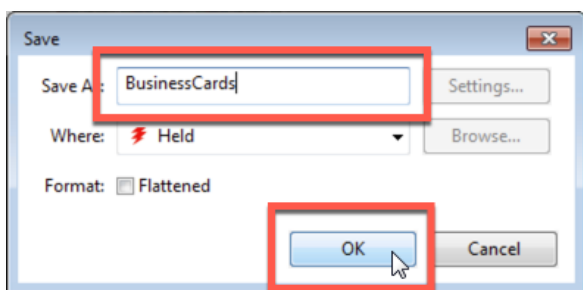 Save
Save As: BusinessCards Settings...
Where: Held Browse...
Format: Flattened
OK Cancel